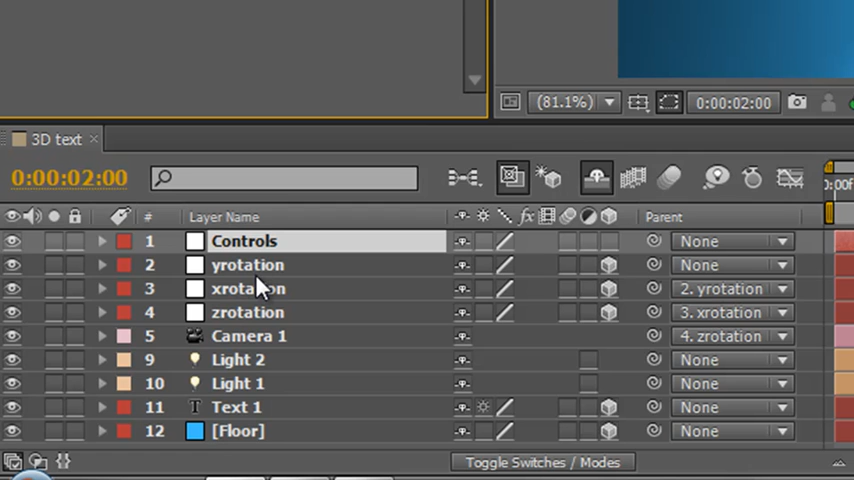 (81.1%) 0:00:02:00
3D text ×
0:00:02:00 :00f
# Layer Name fx Parent
1 Controls None
2 yrotation None
3 xrotation 2. yrotation
4 zrotation 3. xrotation
5 Camera 1 4. zrotation
9 Light 2 None
10 Light 1 None
11 T Text 1 None
12 [Floor] None
Toggle Switches / Modes